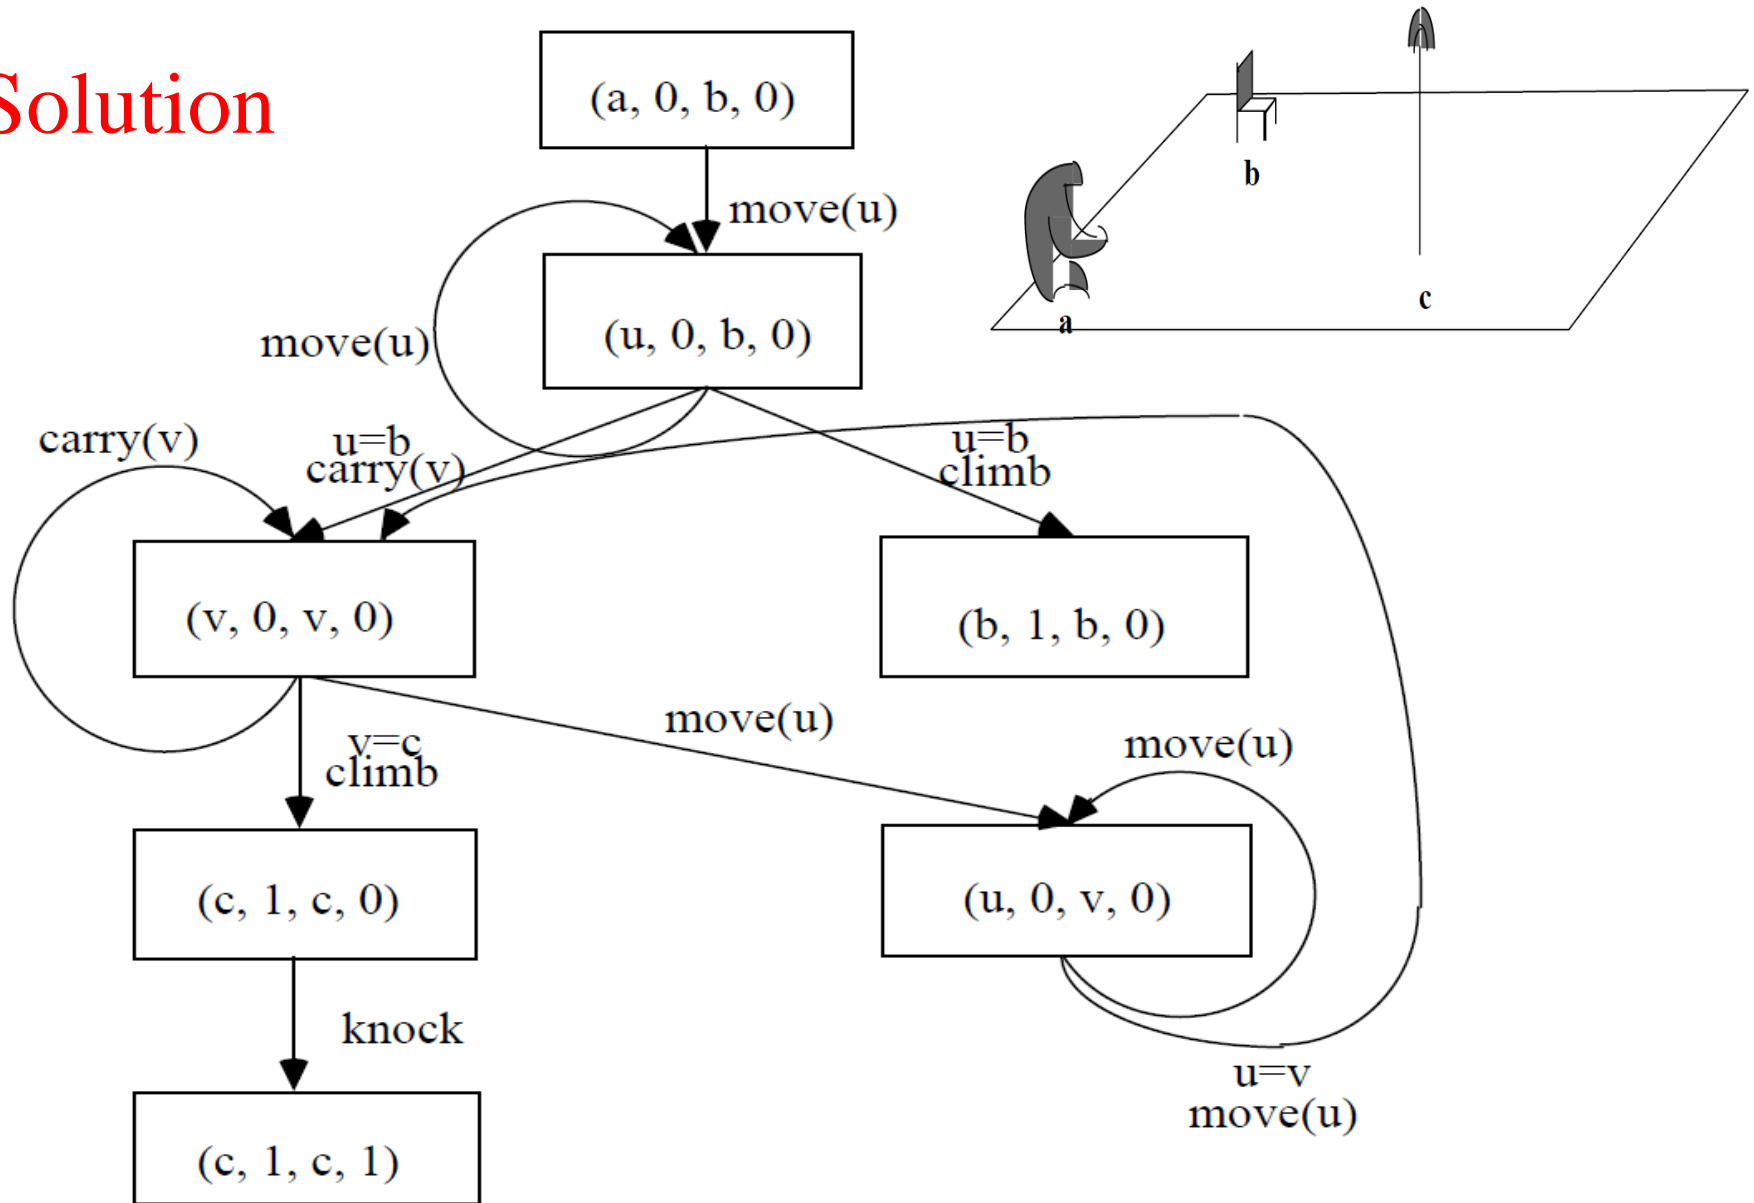 Solution
(a, 0, b, 0)
move(u)
b
a
c
(u, 0, b, 0)
move(u)
carry(v)
u=b
carry(v)
u=b
climb
(v, 0, v, 0)
(b, 1, b, 0)
v=c
climb
move(u)
move(u)
(c, 1, c, 0)
(u, 0, v, 0)
knock
u=v
move(u)
(c, 1, c, 1)